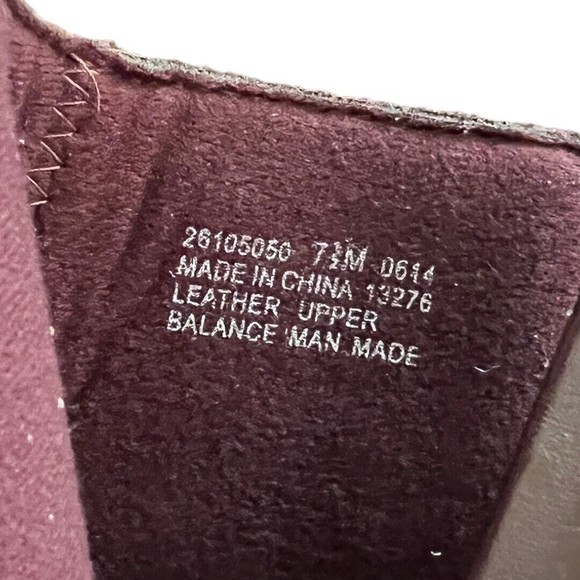 26105050 7½M 0614
MADE IN CHINA 13276
LEATHER UPPER
BALANCE MAN MADE